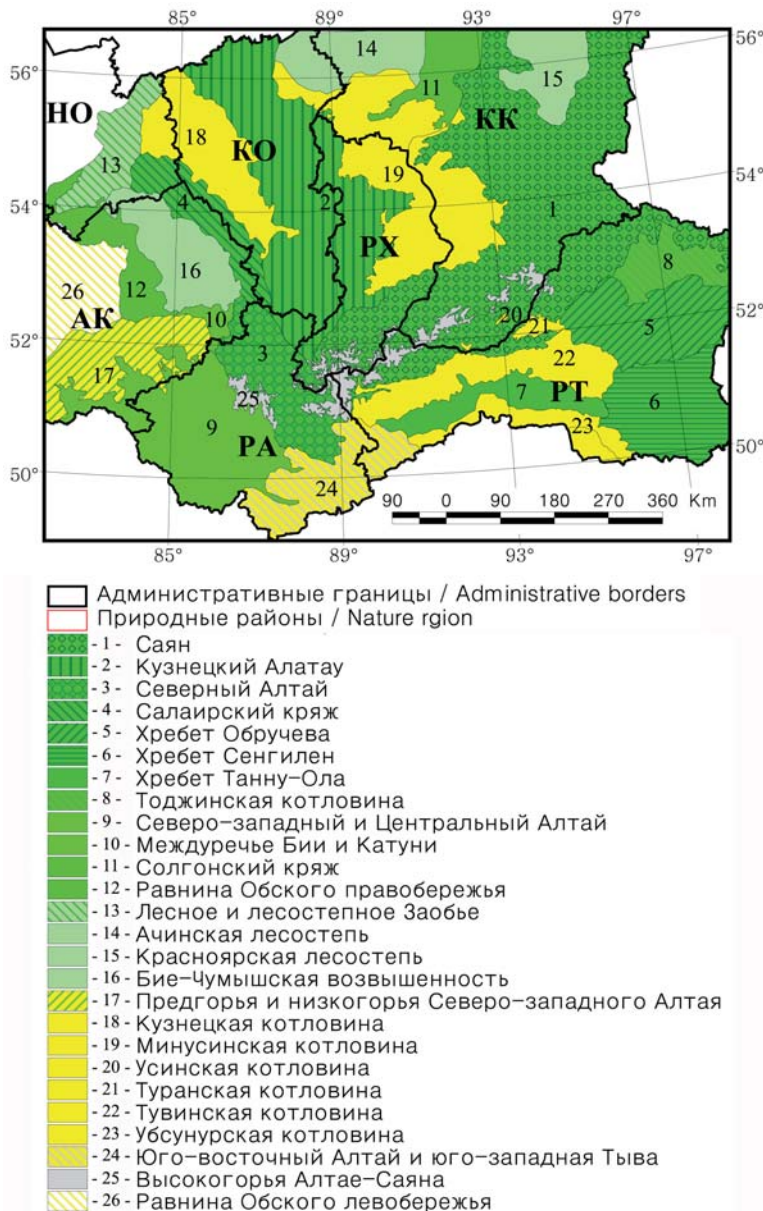 85° 89° 93° 97°
56° 14 56°
15
НО 11 КК
18 КО
13 19
54° 4 2 1 54°
РХ
16 8
26 12
АК 10 20 5 52°
52° 3 21
22
17 25 7 РТ 6
9 РА 23
50° 24 50°
90 0 90 180 270 360 Km
85° 89° 93° 97°
Административные границы / Administrative borders
Природные районы / Nature rgion
- 1 - Саян
- 2 - Кузнецкий Алатау
- 3 - Северный Алтай
- 4 - Салаирский кряж
- 5 - Хребет Обручева
- 6 - Хребет Сенгилен
- 7 - Хребет Танну-Ола
- 8 - Тоджинская котловина
- 9 - Северо-западный и Центральный Алтай
- 10 - Междуречье Бии и Катуни
- 11 - Солгонский кряж
- 12 - Равнина Обского правобережья
- 13 - Лесное и лесостепное Заобье
- 14 - Ачинская лесостепь
- 15 - Красноярская лесостепь
- 16 - Бие-Чумышская возвышенность
- 17 - Предгорья и низкогорья Северо-западного Алтая
- 18 - Кузнецкая котловина
- 19 - Минусинская котловина
- 20 - Усинская котловина
- 21 - Туранская котловина
- 22 - Тувинская котловина
- 23 - Убсунурская котловина
- 24 - Юго-восточный Алтай и юго-западная Тыва
- 25 - Высокогорья Алтае-Саяна
- 26 - Равнина Обского левобережья